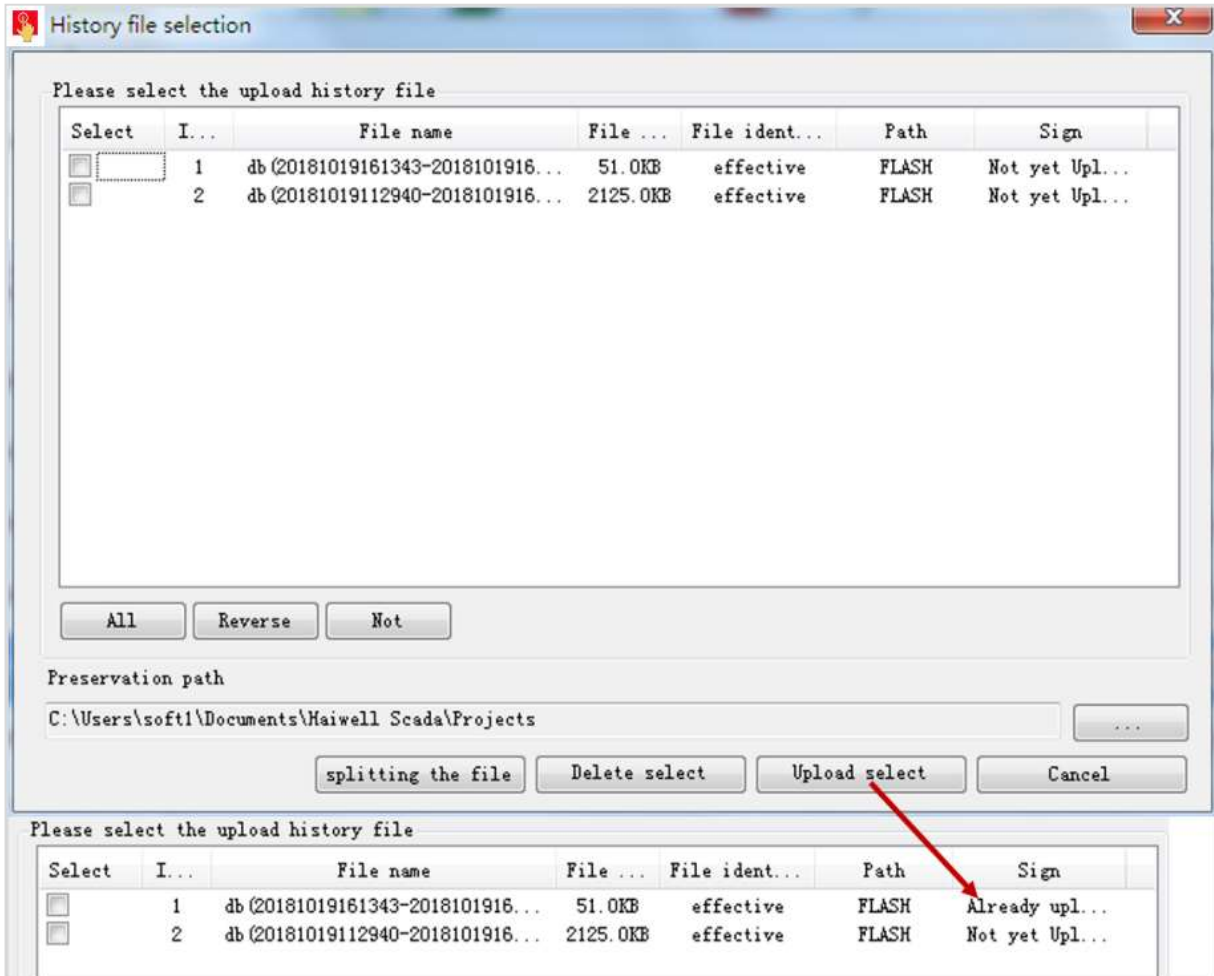 History file selection
Please select the upload history file
Select I... File name File ... File ident... Path Sign
1 db(20181019161343-2018101916... 51.0KB effective FLASH Not yet Upl...
2 db(20181019112940-2018101916... 2125.0KB effective FLASH Not yet Upl...
All Reverse Not
Preservation path
C:\Users\soft1\Documents\Haiwell Scada\Projects ...
splitting the file Delete select Upload select Cancel
Please select the upload history file
Select I... File name File ... File ident... Path Sign
1 db(20181019161343-2018101916... 51.0KB effective FLASH Already upl...
2 db(20181019112940-2018101916... 2125.0KB effective FLASH Not yet Upl...